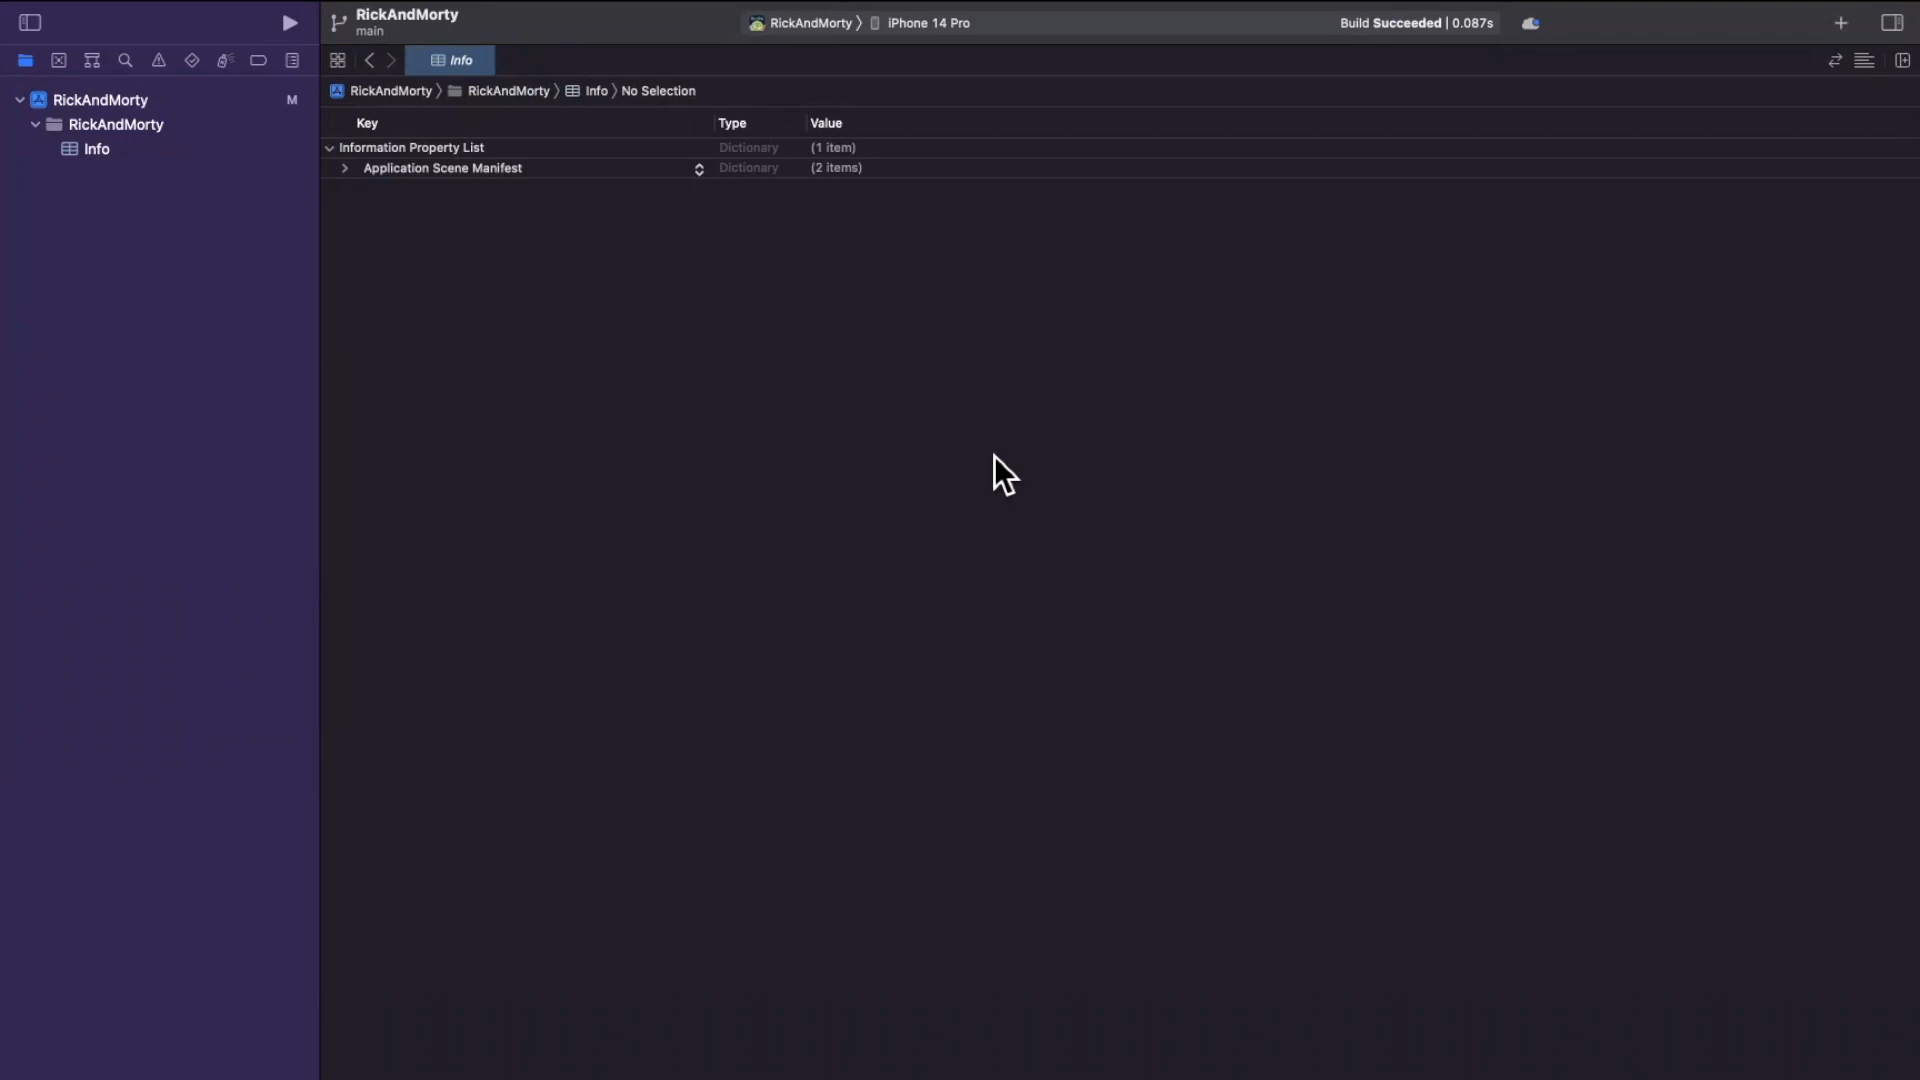 RickAndMorty
main
RickAndMorty 〉 iPhone 14 Pro
Build Succeeded | 0.087s
Info
RickAndMorty 〉 RickAndMorty 〉 Info 〉 No Selection
RickAndMorty M
RickAndMorty
Info
Key Type Value
Information Property List Dictionary (1 item)
Application Scene Manifest Dictionary (2 items)